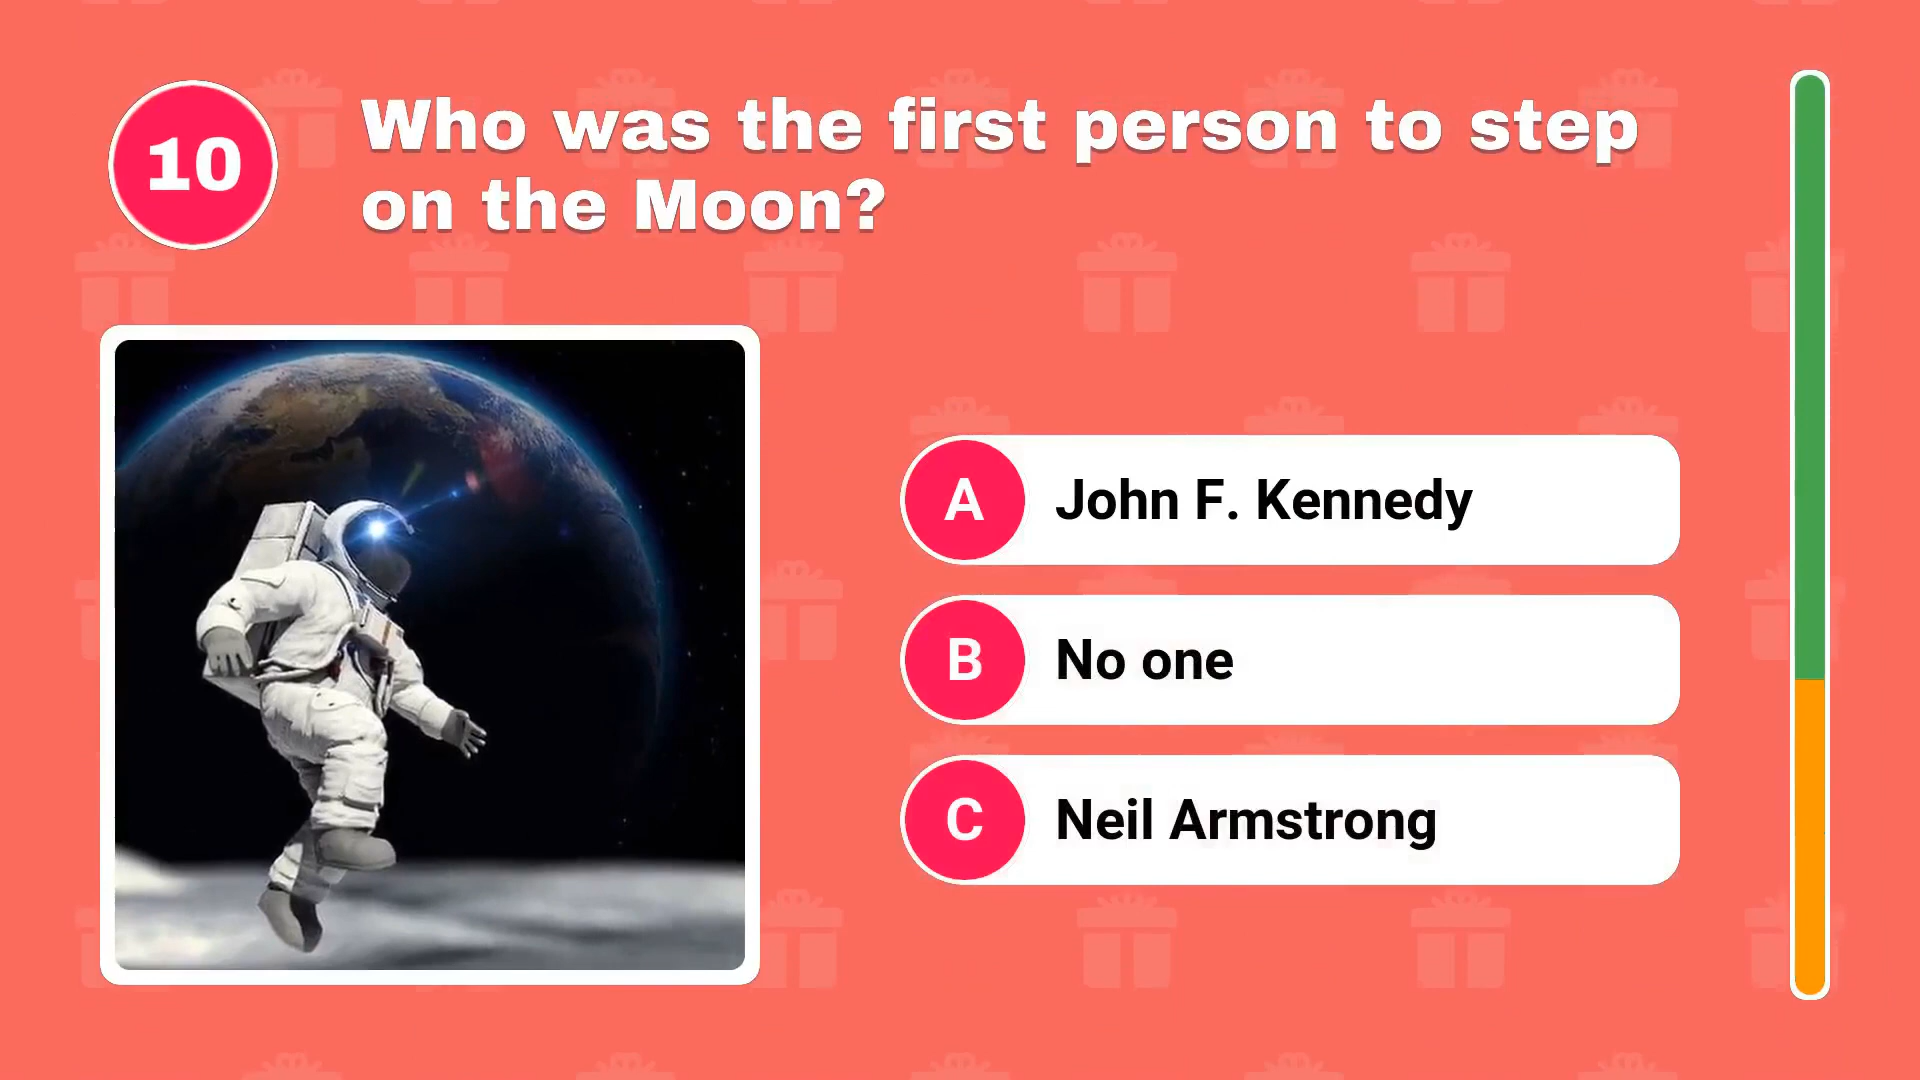 10
Who was the first person to step
on the Moon?
A John F. Kennedy
B No one
C Neil Armstrong